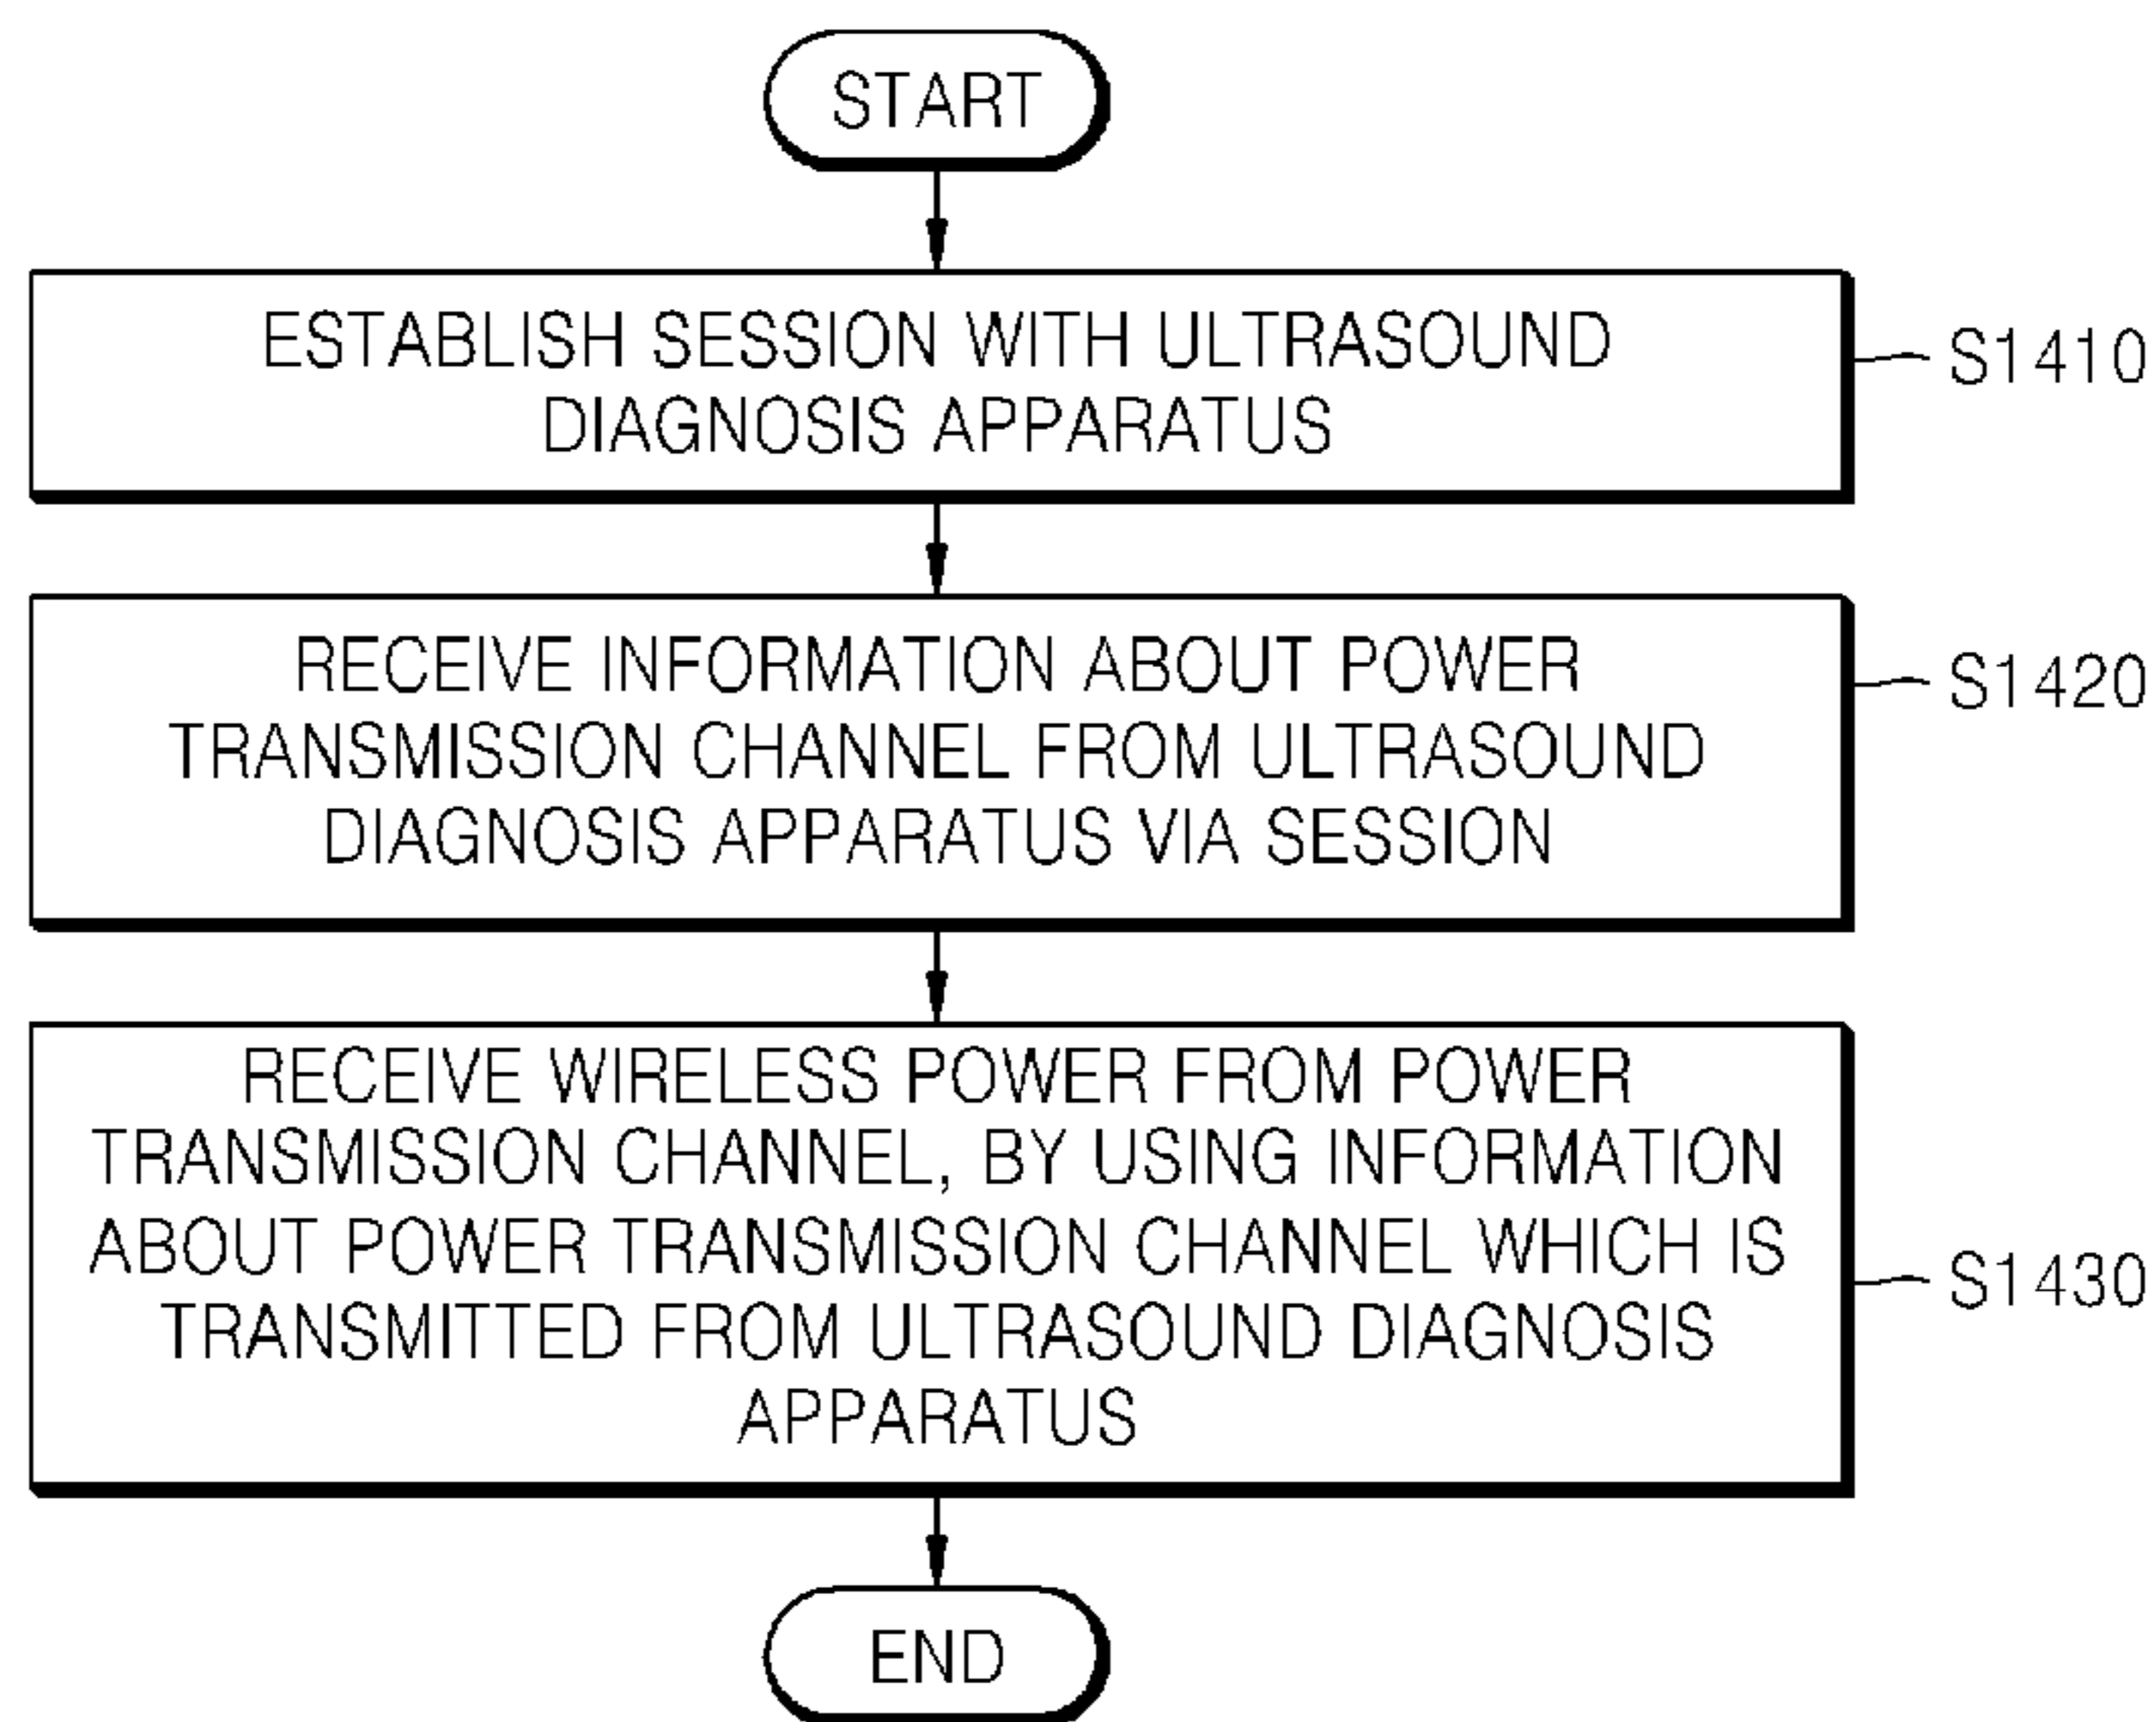 START
ESTABLISH SESSION WITH ULTRASOUND
DIAGNOSIS APPARATUS
S1410
RECEIVE INFORMATION ABOUT POWER
TRANSMISSION CHANNEL FROM ULTRASOUND
DIAGNOSIS APPARATUS VIA SESSION
S1420
RECEIVE WIRELESS POWER FROM POWER
TRANSMISSION CHANNEL, BY USING INFORMATION
ABOUT POWER TRANSMISSION CHANNEL WHICH IS
TRANSMITTED FROM ULTRASOUND DIAGNOSIS
APPARATUS
S1430
END